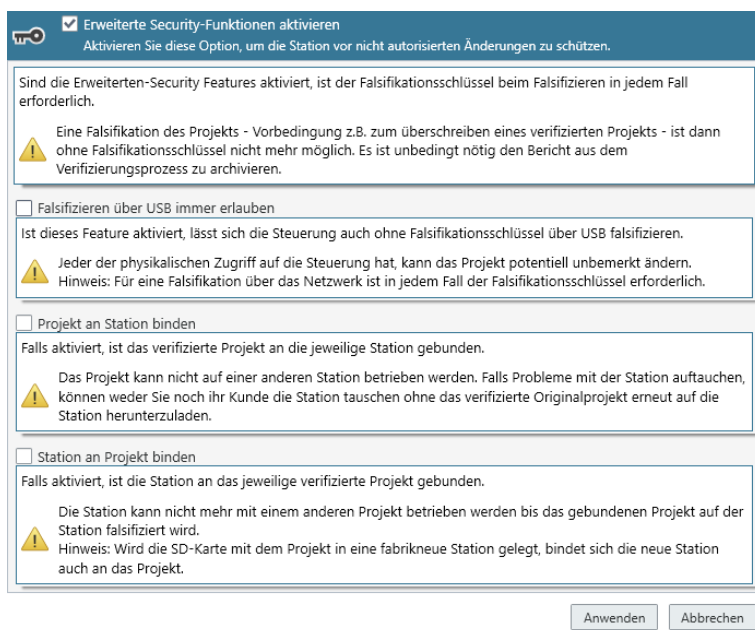 Erweiterte Security-Funktionen aktivieren
Aktivieren Sie diese Option, um die Station vor nicht autorisierten Änderungen zu schützen.
Sind die Erweiterten-Security Features aktiviert, ist der Falsifikationsschlüssel beim Falsifizieren in jedem Fall
erforderlich.
Eine Falsifikation des Projekts - Vorbedingung z.B. zum überschreiben eines verifizierten Projekts - ist dann
ohne Falsifikationsschlüssel nicht mehr möglich. Es ist unbedingt nötig den Bericht aus dem
Verifizierungsprozess zu archivieren.
Falsifizieren über USB immer erlauben
Ist dieses Feature aktiviert, lässt sich die Steuerung auch ohne Falsifikationsschlüssel über USB falsifizieren.
Jeder der physikalischen Zugriff auf die Steuerung hat, kann das Projekt potentiell unbemerkt ändern.
Hinweis: Für eine Falsifikation über das Netzwerk ist in jedem Fall der Falsifikationsschlüssel erforderlich.
Projekt an Station binden
Falls aktiviert, ist das verifizierte Projekt an die jeweilige Station gebunden.
Das Projekt kann nicht auf einer anderen Station betrieben werden. Falls Probleme mit der Station auftauchen,
können weder Sie noch ihr Kunde die Station tauschen ohne das verifizierte Originalprojekt erneut auf die
Station herunterzuladen.
Station an Projekt binden
Falls aktiviert, ist die Station an das jeweilige verifizierte Projekt gebunden.
Die Station kann nicht mehr mit einem anderen Projekt betrieben werden bis das gebundenen Projekt auf der
Station falsifiziert wird.
Hinweis: Wird die SD-Karte mit dem Projekt in eine fabrikneue Station gelegt, bindet sich die neue Station
auch an das Projekt.
Anwenden Abbrechen